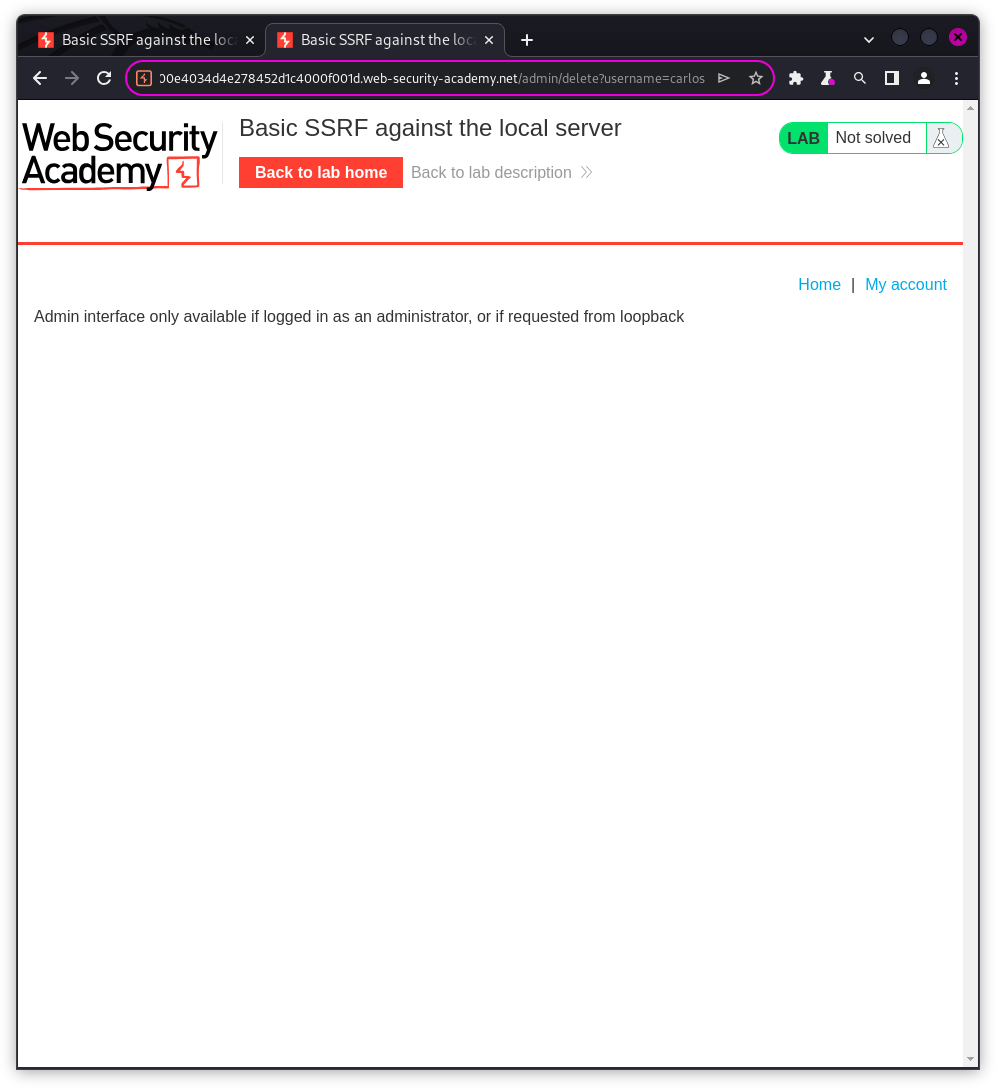 Basic SSRF against the loc
Basic SSRF against the loc
00e4034d4e278452d1c4000f001d.web-security-academy.net/admin/delete?username=carlos
Web Security
Academy
Basic SSRF against the local server
Back to lab home
Back to lab description
LAB
Not solved
Home | My account
Admin interface only available if logged in as an administrator, or if requested from loopback